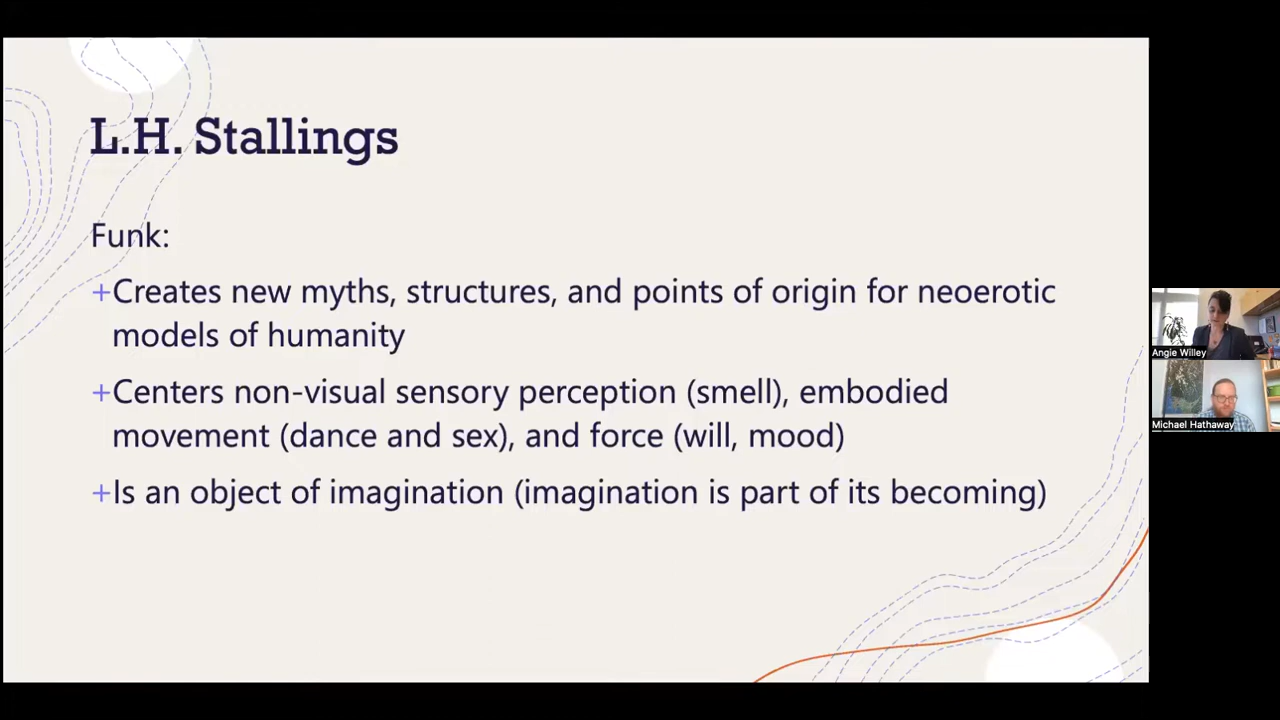 L.H. Stallings
Funk:
+Creates new myths, structures, and points of origin for neoerotic
models of humanity
+Centers non-visual sensory perception (smell), embodied
movement (dance and sex), and force (will, mood)
+Is an object of imagination (imagination is part of its becoming)
Angie Willey
Michael Hathaway